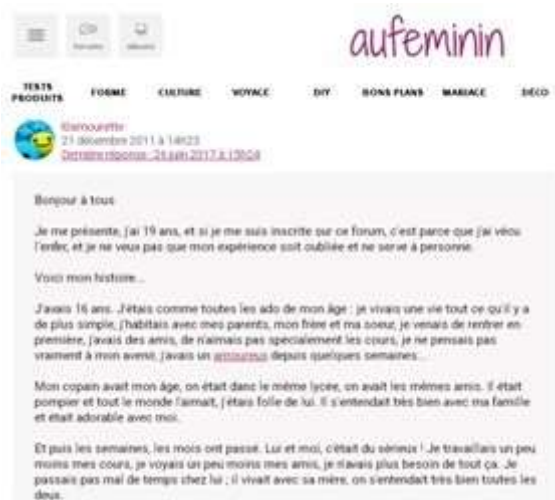 aufeminin
TESTS PRODUITS FORME CULTURE VOYAGE DIY BONS PLANS MARIAGE DÉCO
21 décembre 2011 à 14h23
Dernière réponse : 26 juin 2017 à
Bonjour à tous
Je me présente, j'ai 19 ans, et si je me suis inscrite sur ce forum, c'est parce que j'ai vécu
l'enfer, et je ne veux pas que mon expérience soit oubliée et ne serve à personne.
Voici mon histoire...
J'avais 16 ans. J'étais comme toutes les ado de mon âge : je vivais une vie tout ce qu'il y a
de plus simple, j'habitais avec mes parents, mon frère et ma soeur, je venais de rentrer en
première, j'avais des amis, de n'aimais pas specialement les cours, je ne pensais pas
vraiment à mon avenir, j'avais un amoureux depuis quelques semaines...
Mon copain avait mon âge, on était dans le même lycée, on avait les mêmes amis. Il était
pompier et tout le monde l'aimait, j'étais folle de lui. Il s'entendait très bien avec ma famille
et était adorable avec moi.
Et puis les semaines, les mois ont passé. Lui et moi, c'était du sérieux ! Je travaillais un peu
moins mes cours, je voyais un peu moins mes amis, je n'avais plus besoin de tout ça. Je
passais pas mal de temps chez lui ; il vivait avec sa mère, on s'entendait très bien toutes les
deux.